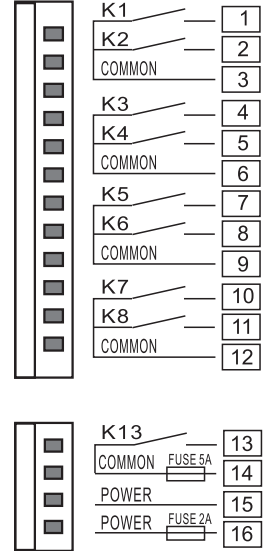 K1 1
K2 2
COMMON 3
K3 4
K4 5
COMMON 6
K5 7
K6 8
COMMON 9
K7 10
K8 11
COMMON 12
K13 13
COMMON FUSE 5A 14
POWER 15
POWER FUSE 2A 16